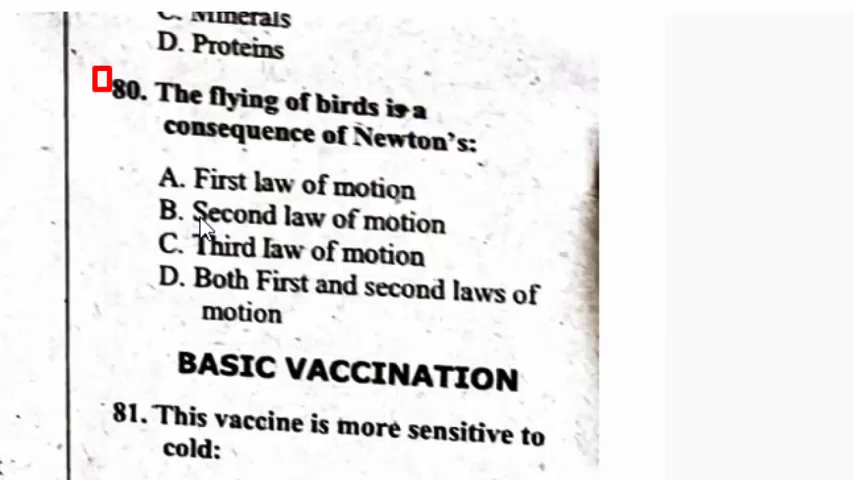 C. Minerals
D. Proteins
80. The flying of birds is a
consequence of Newton's:
A. First law of motion
B. Second law of motion
C. Third law of motion
D. Both First and second laws of
motion
BASIC VACCINATION
81. This vaccine is more sensitive to
cold: